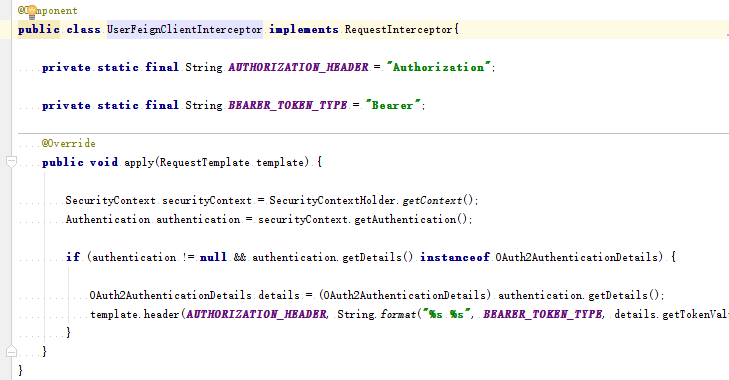 @Component
public class UserFeignClientInterceptor implements RequestInterceptor{
private static final String AUTHORIZATION_HEADER = "Authorization";
private static final String BEARER_TOKEN_TYPE = "Bearer";
@Override
public void apply(RequestTemplate template) {
SecurityContext securityContext = SecurityContextHolder.getContext();
Authentication authentication = securityContext.getAuthentication();
if (authentication != null && authentication.getDetails() instanceof OAuth2AuthenticationDetails) {
OAuth2AuthenticationDetails details = (OAuth2AuthenticationDetails) authentication.getDetails();
template.header(AUTHORIZATION_HEADER, String.format("%s %s", BEARER_TOKEN_TYPE, details.getTokenVal
}
}
}